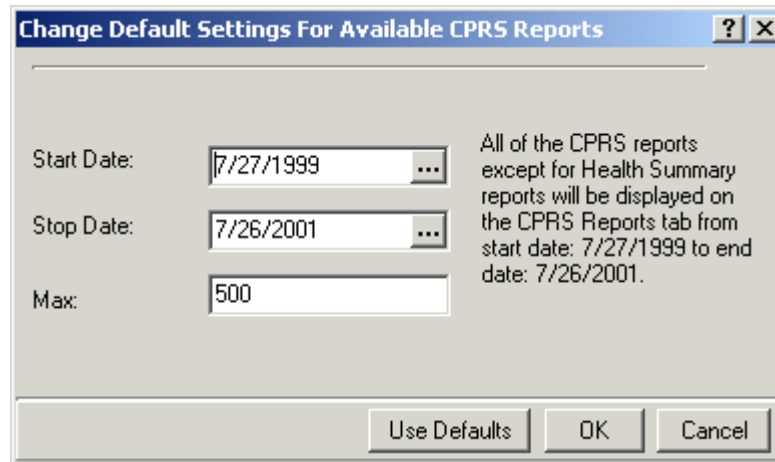 Change Default Settings For Available CPRS Reports ? X
Start Date:
7/27/1999 ...
Stop Date:
7/26/2001 ...
Max:
500
All of the CPRS reports
except for Health Summary
reports will be displayed on
the CPRS Reports tab from
start date: 7/27/1999 to end
date: 7/26/2001.
Use Defaults
OK
Cancel